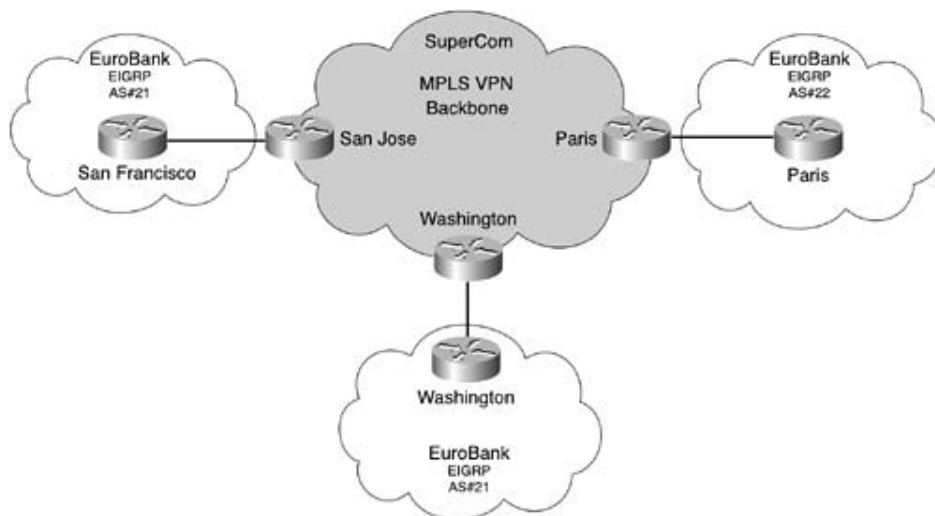 EuroBank
EIGRP
AS#21
San Francisco
San Jose
SuperCom
MPLS VPN
Backbone
Paris
Washington
EuroBank
EIGRP
AS#22
Paris
Washington
EuroBank
EIGRP
AS#21